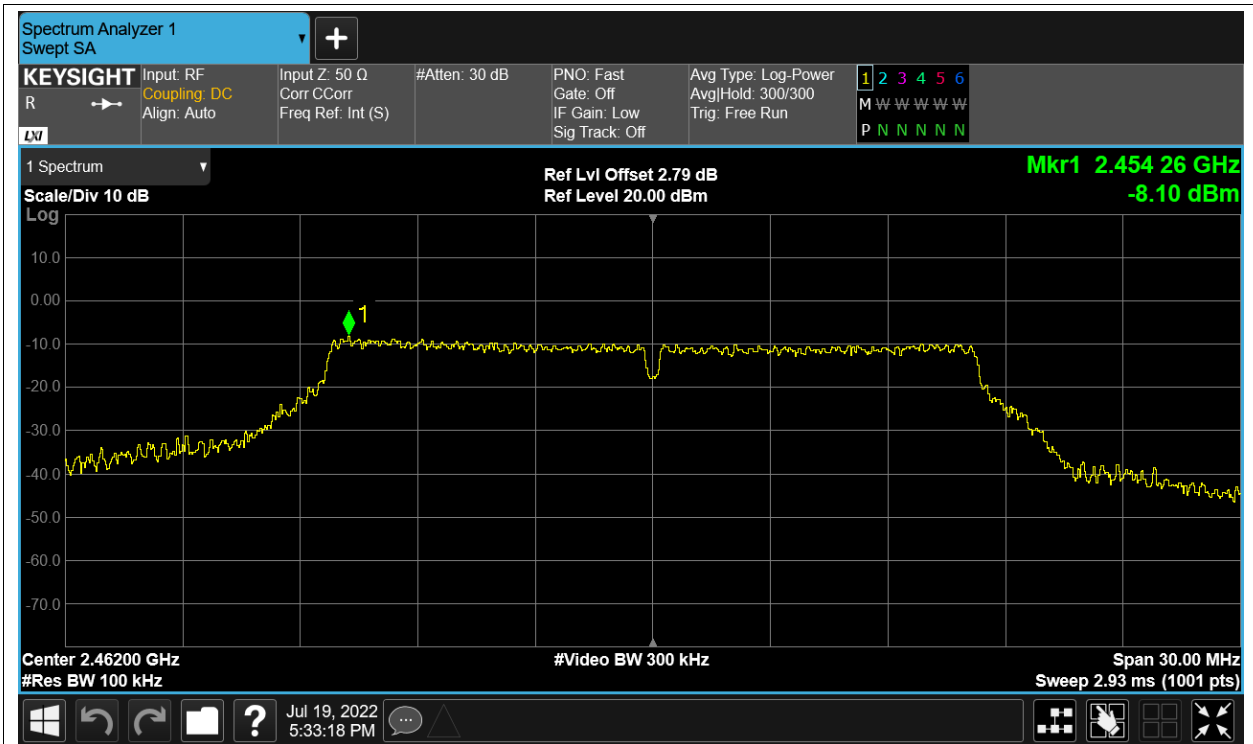 Spectrum Analyzer 1
Swept SA
KEYSIGHT
R
LXI
Input: RF
Coupling: DC
Align: Auto
Input Z: 50 Ω
Corr CCorr
Freq Ref: Int (S)
#Atten: 30 dB
PNO: Fast
Gate: Off
IF Gain: Low
Sig Track: Off
Avg Type: Log-Power
Avg|Hold: 300/300
Trig: Free Run
1 2 3 4 5 6
M W W W W W W
P N N N N N
1 Spectrum
Scale/Div 10 dB
Ref Lvl Offset 2.79 dB
Ref Level 20.00 dBm
Mkr1 2.454 26 GHz
-8.10 dBm
Log
10.0
0.00
-10.0
-20.0
-30.0
-40.0
-50.0
-60.0
-70.0
1
Center 2.46200 GHz
#Res BW 100 kHz
#Video BW 300 kHz
Span 30.00 MHz
Sweep 2.93 ms (1001 pts)
?
Jul 19, 2022
5:33:18 PM